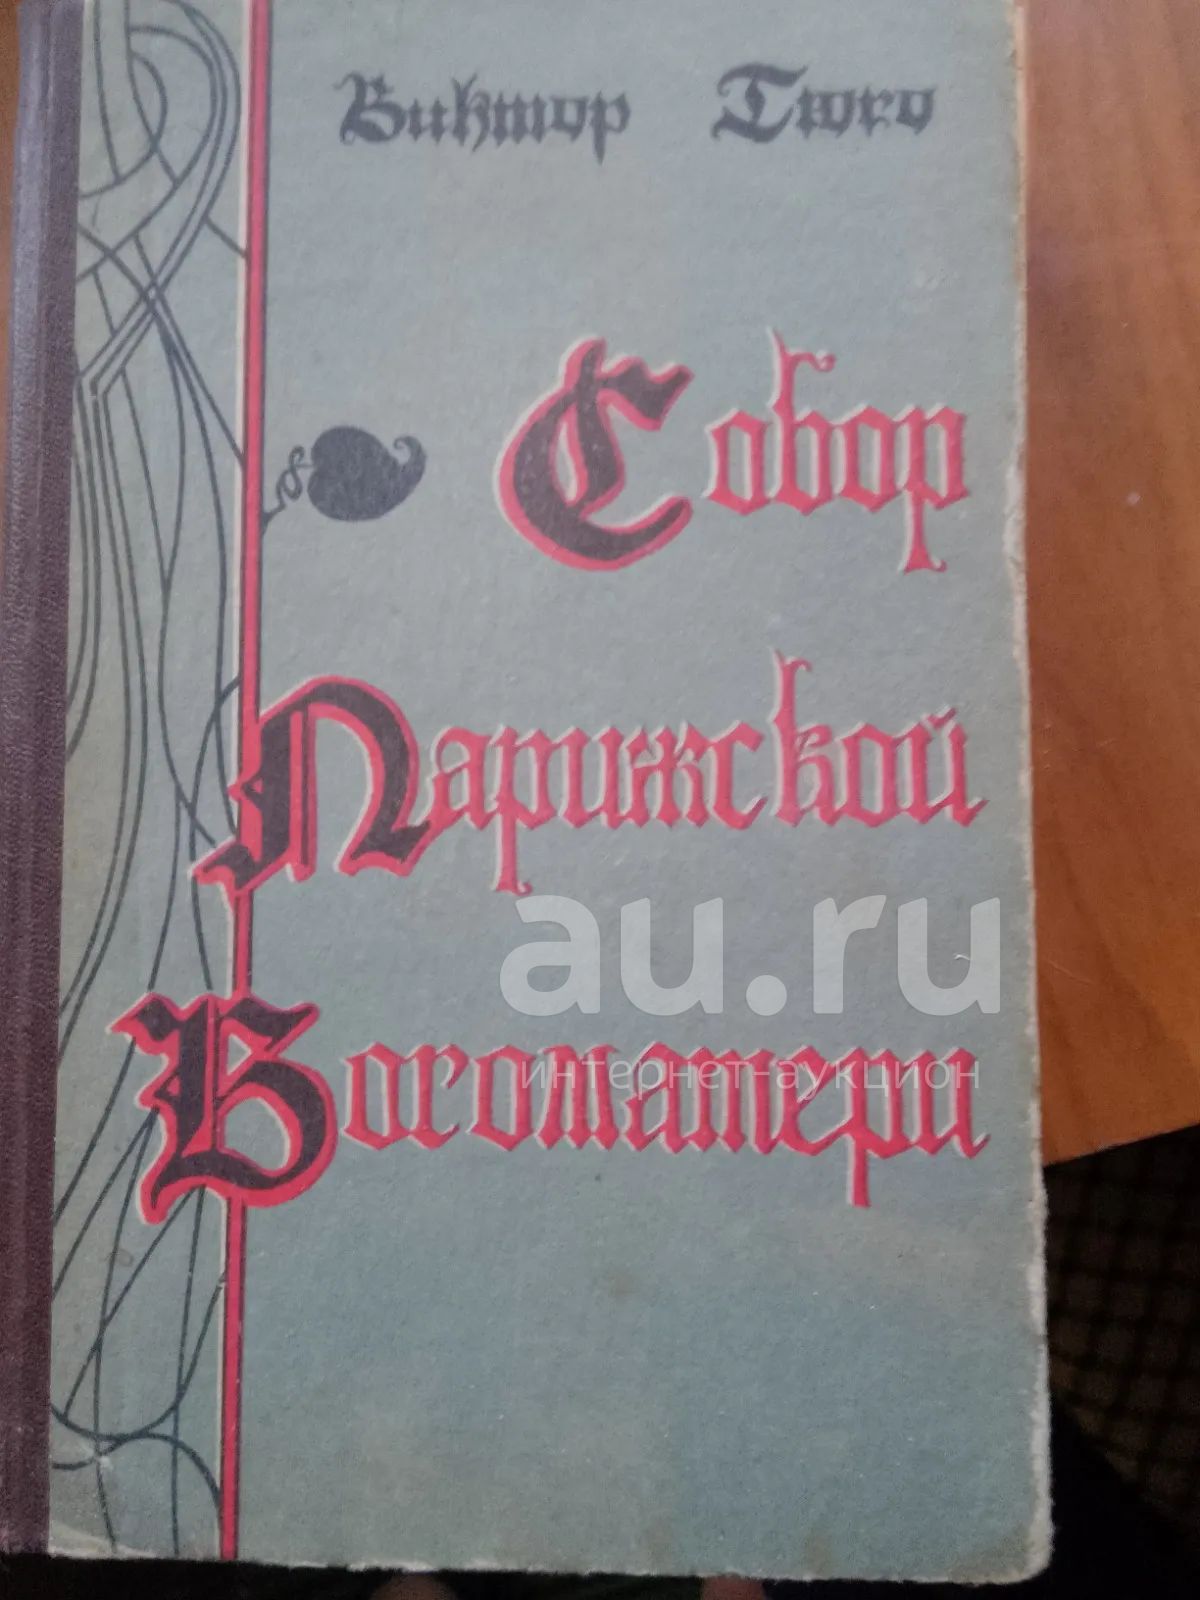 Виктор Гюго
Собор
Парижской
au.ru
Богоматери
интернет-аукцион